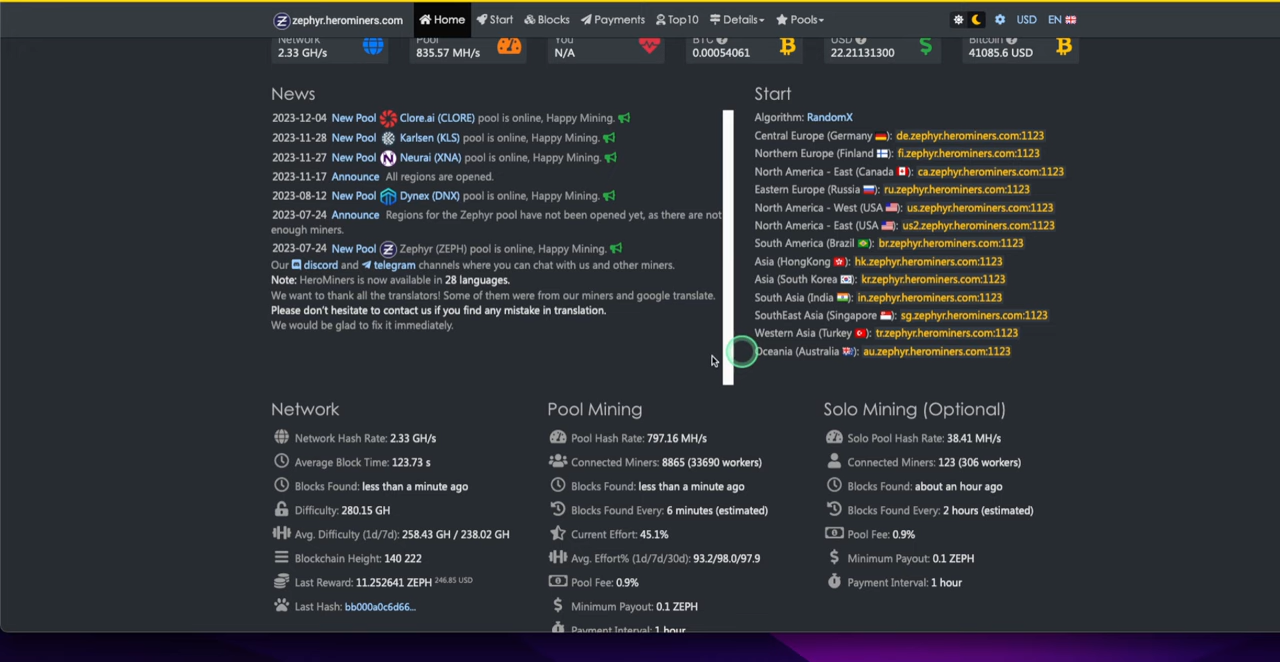 zephyr.herominers.com Home Start Blocks Payments Top10 Details Pools USD EN
Network Pool You BTC USD Bitcoin
2.33 GH/s 835.57 MH/s N/A 0.00054061 22.21131300 41085.6 USD
News
2023-12-04 New Pool Clore.ai (CLORE) pool is online, Happy Mining.
2023-11-28 New Pool Karlsen (KLS) pool is online, Happy Mining.
2023-11-27 New Pool Neurai (XNA) pool is online, Happy Mining.
2023-11-17 Announce All regions are opened.
2023-08-12 New Pool Dynex (DNX) pool is online, Happy Mining.
2023-07-24 Announce Regions for the Zephyr pool have not been opened yet, as there are not
enough miners.
2023-07-24 New Pool Zephyr (ZEPH) pool is online, Happy Mining.
Our discord and telegram channels where you can chat with us and other miners.
Note: HeroMiners is now available in 28 languages.
We want to thank all the translators! Some of them were from our miners and google translate.
Please don't hesitate to contact us if you find any mistake in translation.
We would be glad to fix it immediately.
Start
Algorithm: RandomX
Central Europe (Germany): de.zephyr.herominers.com:1123
Northern Europe (Finland): fi.zephyr.herominers.com:1123
North America - East (Canada): ca.zephyr.herominers.com:1123
Eastern Europe (Russia): ru.zephyr.herominers.com:1123
North America - West (USA): us.zephyr.herominers.com:1123
North America - East (USA): us2.zephyr.herominers.com:1123
South America (Brazil): br.zephyr.herominers.com:1123
Asia (HongKong): hk.zephyr.herominers.com:1123
Asia (South Korea): kr.zephyr.herominers.com:1123
South Asia (India): in.zephyr.herominers.com:1123
SouthEast Asia (Singapore): sg.zephyr.herominers.com:1123
Western Asia (Turkey): tr.zephyr.herominers.com:1123
Oceania (Australia): au.zephyr.herominers.com:1123
Network
Network Hash Rate: 2.33 GH/s
Average Block Time: 123.73 s
Blocks Found: less than a minute ago
Difficulty: 280.15 GH
Avg. Difficulty (1d/7d): 258.43 GH / 238.02 GH
Blockchain Height: 140 222
Last Reward: 11.252641 ZEPH 246.85 USD
Last Hash: bb000a0c6d66...
Pool Mining
Pool Hash Rate: 797.16 MH/s
Connected Miners: 8865 (33690 workers)
Blocks Found: less than a minute ago
Blocks Found Every: 6 minutes (estimated)
Current Effort: 45.1%
Avg. Effort% (1d/7d/30d): 93.2/98.0/97.9
Pool Fee: 0.9%
Minimum Payout: 0.1 ZEPH
Payment Interval: 1 hour
Solo Mining (Optional)
Solo Pool Hash Rate: 38.41 MH/s
Connected Miners: 123 (306 workers)
Blocks Found: about an hour ago
Blocks Found Every: 2 hours (estimated)
Pool Fee: 0.9%
Minimum Payout: 0.1 ZEPH
Payment Interval: 1 hour